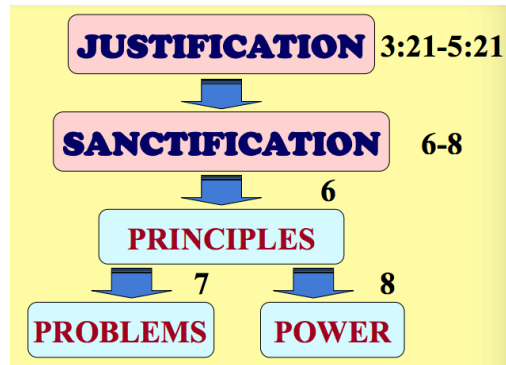 JUSTIFICATION 3:21-5:21
SANCTIFICATION 6-8
6
PRINCIPLES
7 8
PROBLEMS POWER